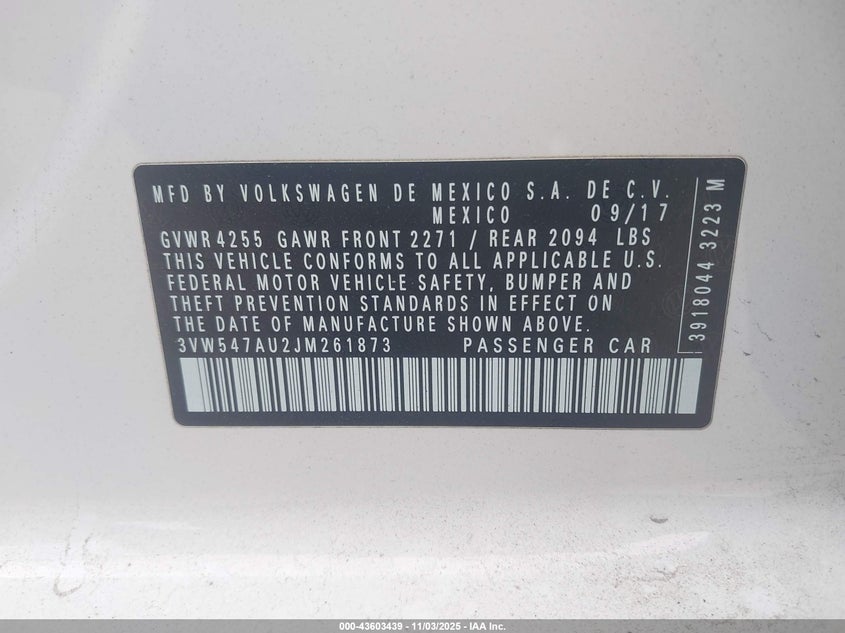 MFD BY VOLKSWAGEN DE MEXICO S.A. DE C.V.
MEXICO 09/17
GVWR 4255 GAWR FRONT 2271 / REAR 2094 LBS
THIS VEHICLE CONFORMS TO ALL APPLICABLE U.S.
FEDERAL MOTOR VEHICLE SAFETY, BUMPER AND
THEFT PREVENTION STANDARDS IN EFFECT ON
THE DATE OF MANUFACTURE SHOWN ABOVE.
3VW547AU2JM261873 PASSENGER CAR
3918044 3223 M
000-43603439 - 11/03/2025 - IAA Inc.